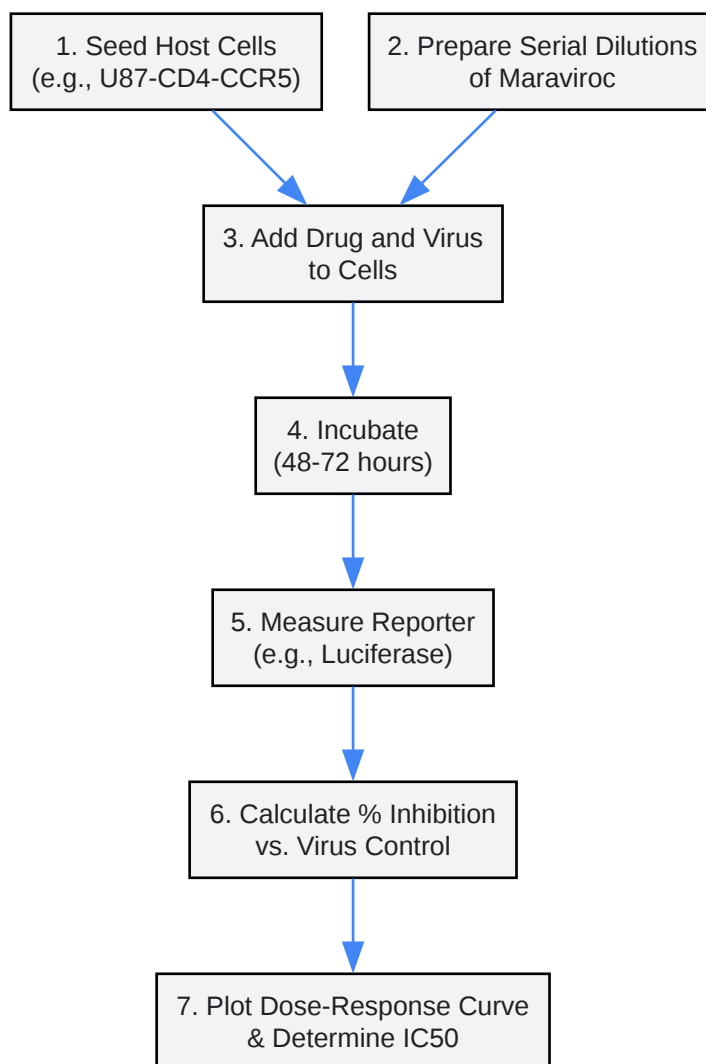 1. Seed Host Cells
(e.g., U87-CD4-CCR5)
2. Prepare Serial Dilutions
of Maraviroc
3. Add Drug and Virus
to Cells
4. Incubate
(48-72 hours)
5. Measure Reporter
(e.g., Luciferase)
6. Calculate % Inhibition
vs. Virus Control
7. Plot Dose-Response Curve
& Determine IC50